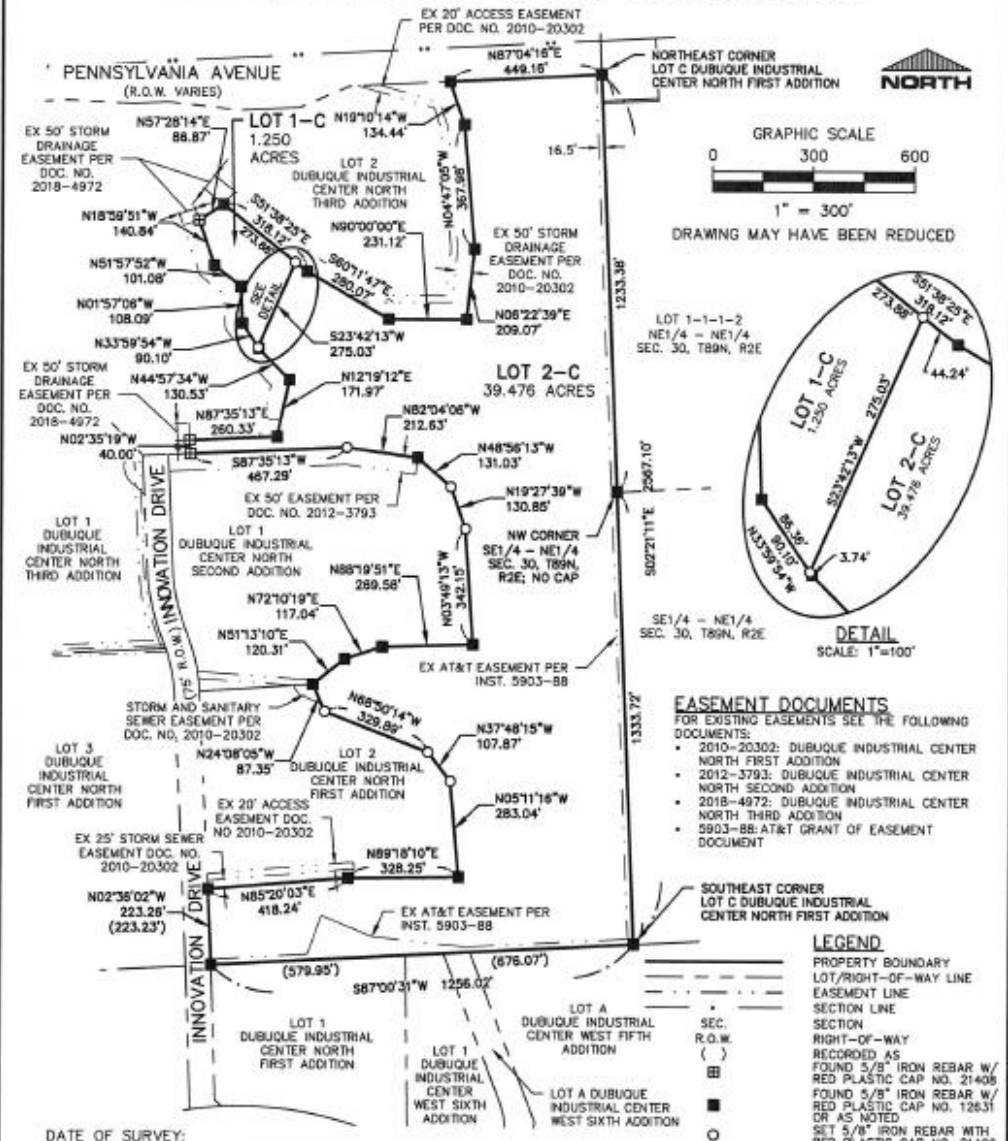 EX 20' ACCESS EASEMENT
PER DOC. NO. 2010-20302
N87°04'16"E
449.16'
NORTHEAST CORNER
LOT C DUBUQUE INDUSTRIAL
CENTER NORTH FIRST ADDITION
NORTH
PENNSYLVANIA AVENUE
(R.O.W. VARIES)
N57°28'14"E
88.87'
LOT 1-C
1.250
ACRES
N19°10'14"W
134.44'
EX 50' STORM
DRAINAGE
EASEMENT PER
DOC. NO.
2018-4972
LOT 2
DUBUQUE INDUSTRIAL
CENTER NORTH
THIRD ADDITION
N04°47'05"W
367.98'
16.5'
GRAPHIC SCALE
0 300 600
1" = 300'
DRAWING MAY HAVE BEEN REDUCED
N18°59'51"W
140.84'
S51°38'25"E
318.12'
273.88'
N90°00'00"E
231.12'
EX 50' STORM
DRAINAGE
EASEMENT PER
DOC. NO.
2010-20302
N51°57'52"W
101.08'
S60°11'47"E
280.07'
SEE
DETAIL
N01°57'06"W
108.09'
N06°22'39"E
209.07'
1233.38'
S23°42'13"W
275.03'
N33°59'54"W
90.10'
LOT 1-1-1-2
NE1/4 - NE1/4
SEC. 30, T89N, R2E
LOT 2-C
39.476 ACRES
N44°57'34"W
130.53'
N12°19'12"E
171.97'
EX 50' STORM
DRAINAGE
EASEMENT PER
DOC. NO.
2018-4972
N87°35'13"E
260.33'
N82°04'06"W
212.63'
N02°35'19"W
40.00'
N48°56'13"W
131.03'
S87°35'13"W
467.29'
EX 50' EASEMENT PER
DOC. NO. 2012-3793
N19°27'39"W
130.85'
S51°38'25"E
318.12'
273.88'
44.24'
LOT 1-C
1.250 ACRES
275.03'
S23°42'13"W
LOT 2-C
39.476 ACRES
86.36'
90.10'
N33°59'54"W
3.74'
DETAIL
SCALE: 1"=100'
LOT 1
DUBUQUE
INDUSTRIAL
CENTER NORTH
THIRD ADDITION
INNOVATION DRIVE
(75' R.O.W.)
LOT 1
DUBUQUE INDUSTRIAL
CENTER NORTH
SECOND ADDITION
NW CORNER
SE1/4 - NE1/4
SEC. 30, T89N,
R2E; NO CAP
2567.10'
S02°21'11"E
N88°19'51"E
269.56'
N03°49'13"W
342.15'
N72°10'19"E
117.04'
N51°13'10"E
120.31'
SE1/4 - NE1/4
SEC. 30, T89N, R2E
EX AT&T EASEMENT PER
INST. 5903-88
STORM AND SANITARY
SEWER EASEMENT PER
DOC. NO. 2010-20302
N68°50'14"W
329.89'
1333.72'
N37°48'15"W
107.87'
N24°08'05"W
87.35'
LOT 2
DUBUQUE INDUSTRIAL
CENTER NORTH
FIRST ADDITION
LOT 3
DUBUQUE
INDUSTRIAL
CENTER NORTH
FIRST ADDITION
N05°11'16"W
283.04'
EX 20' ACCESS
EASEMENT DOC.
NO 2010-20302
EX 25' STORM SEWER
EASEMENT DOC. NO.
2010-20302
N89°18'10"E
328.25'
N85°20'03"E
418.24'
N02°36'02"W
223.26'
(223.23')
INNOVATION DRIVE
EX AT&T EASEMENT PER
INST. 5903-88
(579.95')
(676.07')
S87°00'31"W 1256.02'
EASEMENT DOCUMENTS
FOR EXISTING EASEMENTS SEE THE FOLLOWING
DOCUMENTS:
• 2010-20302: DUBUQUE INDUSTRIAL CENTER
NORTH FIRST ADDITION
• 2012-3793: DUBUQUE INDUSTRIAL CENTER
NORTH SECOND ADDITION
• 2018-4972: DUBUQUE INDUSTRIAL CENTER
NORTH THIRD ADDITION
• 5903-88: AT&T GRANT OF EASEMENT
DOCUMENT
SOUTHEAST CORNER
LOT C DUBUQUE INDUSTRIAL
CENTER NORTH FIRST ADDITION
LOT 1
DUBUQUE INDUSTRIAL
CENTER NORTH
FIRST ADDITION
LOT 1
DUBUQUE
INDUSTRIAL
CENTER
WEST SIXTH
ADDITION
LOT A
DUBUQUE INDUSTRIAL
CENTER WEST FIFTH
ADDITION
LOT A DUBUQUE
INDUSTRIAL CENTER
WEST SIXTH ADDITION
LEGEND
PROPERTY BOUNDARY
LOT/RIGHT-OF-WAY LINE
EASEMENT LINE
SECTION LINE
SEC. SECTION
R.O.W. RIGHT-OF-WAY
( ) RECORDED AS
FOUND 5/8" IRON REBAR W/
RED PLASTIC CAP NO. 21408
FOUND 5/8" IRON REBAR W/
RED PLASTIC CAP NO. 12631
OR AS NOTED
SET 5/8" IRON REBAR WITH
DATE OF SURVEY: